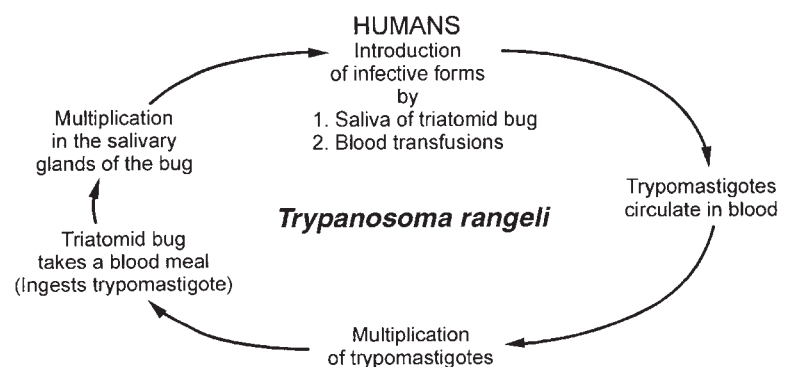 HUMANS
Introduction
of infective forms
by
1. Saliva of triatomid bug
2. Blood transfusions
Trypomastigotes
circulate in blood
Multiplication
of trypomastigotes
Triatomid bug
takes a blood meal
(Ingests trypomastigote)
Multiplication
in the salivary
glands of the bug
Trypanosoma rangeli